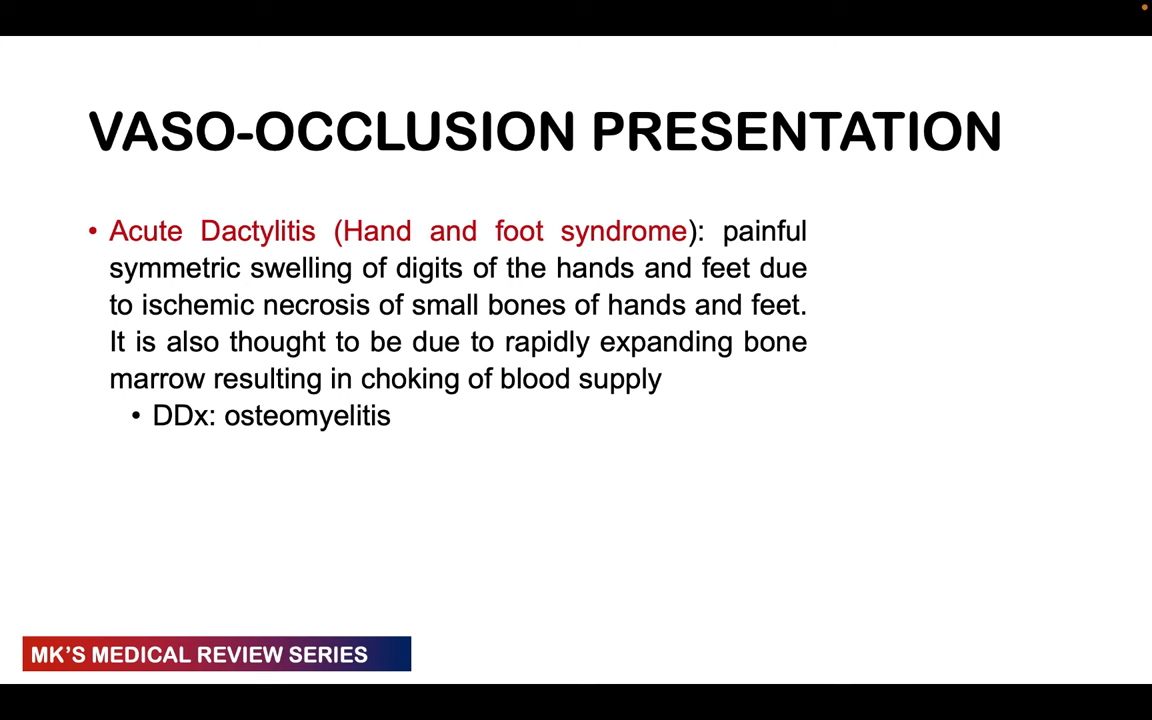 VASO-OCCLUSION PRESENTATION
• Acute Dactylitis (Hand and foot syndrome): painful
symmetric swelling of digits of the hands and feet due
to ischemic necrosis of small bones of hands and feet.
It is also thought to be due to rapidly expanding bone
marrow resulting in choking of blood supply
• DDx: osteomyelitis
MK'S MEDICAL REVIEW SERIES